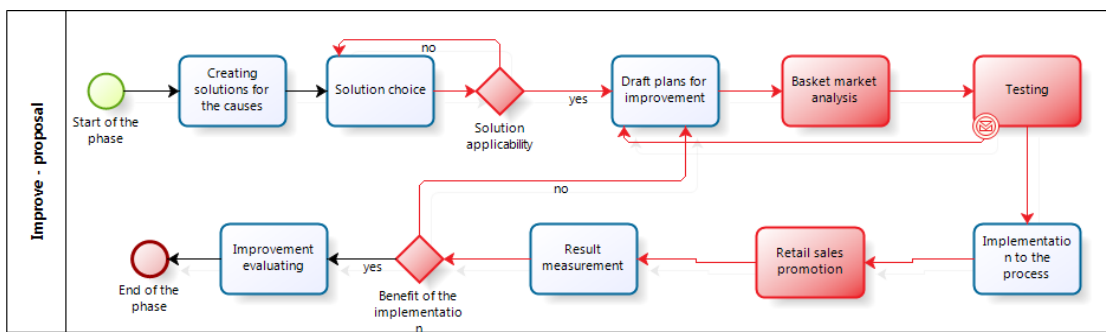 Improve - proposal
Start of the
phase
Creating
solutions for
the causes
Solution choice
no
Solution
applicability
yes
Draft plans for
improvement
Basket market
analysis
Testing
no
End of the
phase
Improvement
evaluating
yes
Benefit of the
implementatio
n
Result
measurement
Retail sales
promotion
Implementatio
n to the
process